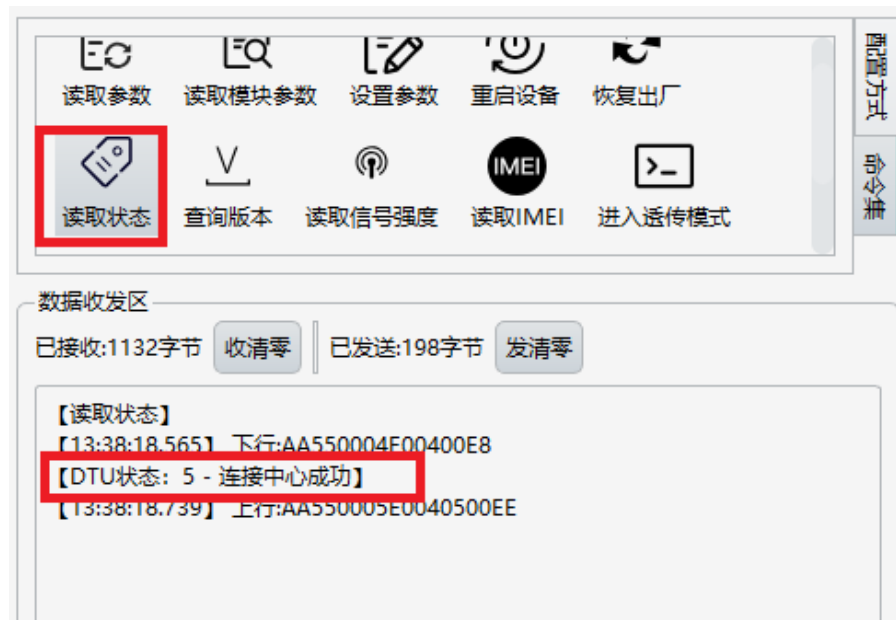 读取参数 读取模块参数 设置参数 重启设备 恢复出厂
V
IMEI
读取状态 查询版本 读取信号强度 读取IMEI 进入透传模式
配置方式
命令集
数据收发区
已接收:1132字节 收清零 已发送:198字节 发清零
【读取状态】
【13:38:18.565】 下行:AA550004E00400E8
【DTU状态: 5 - 连接中心成功】
【13:38:18.739】 上行:AA550005E0040500EE